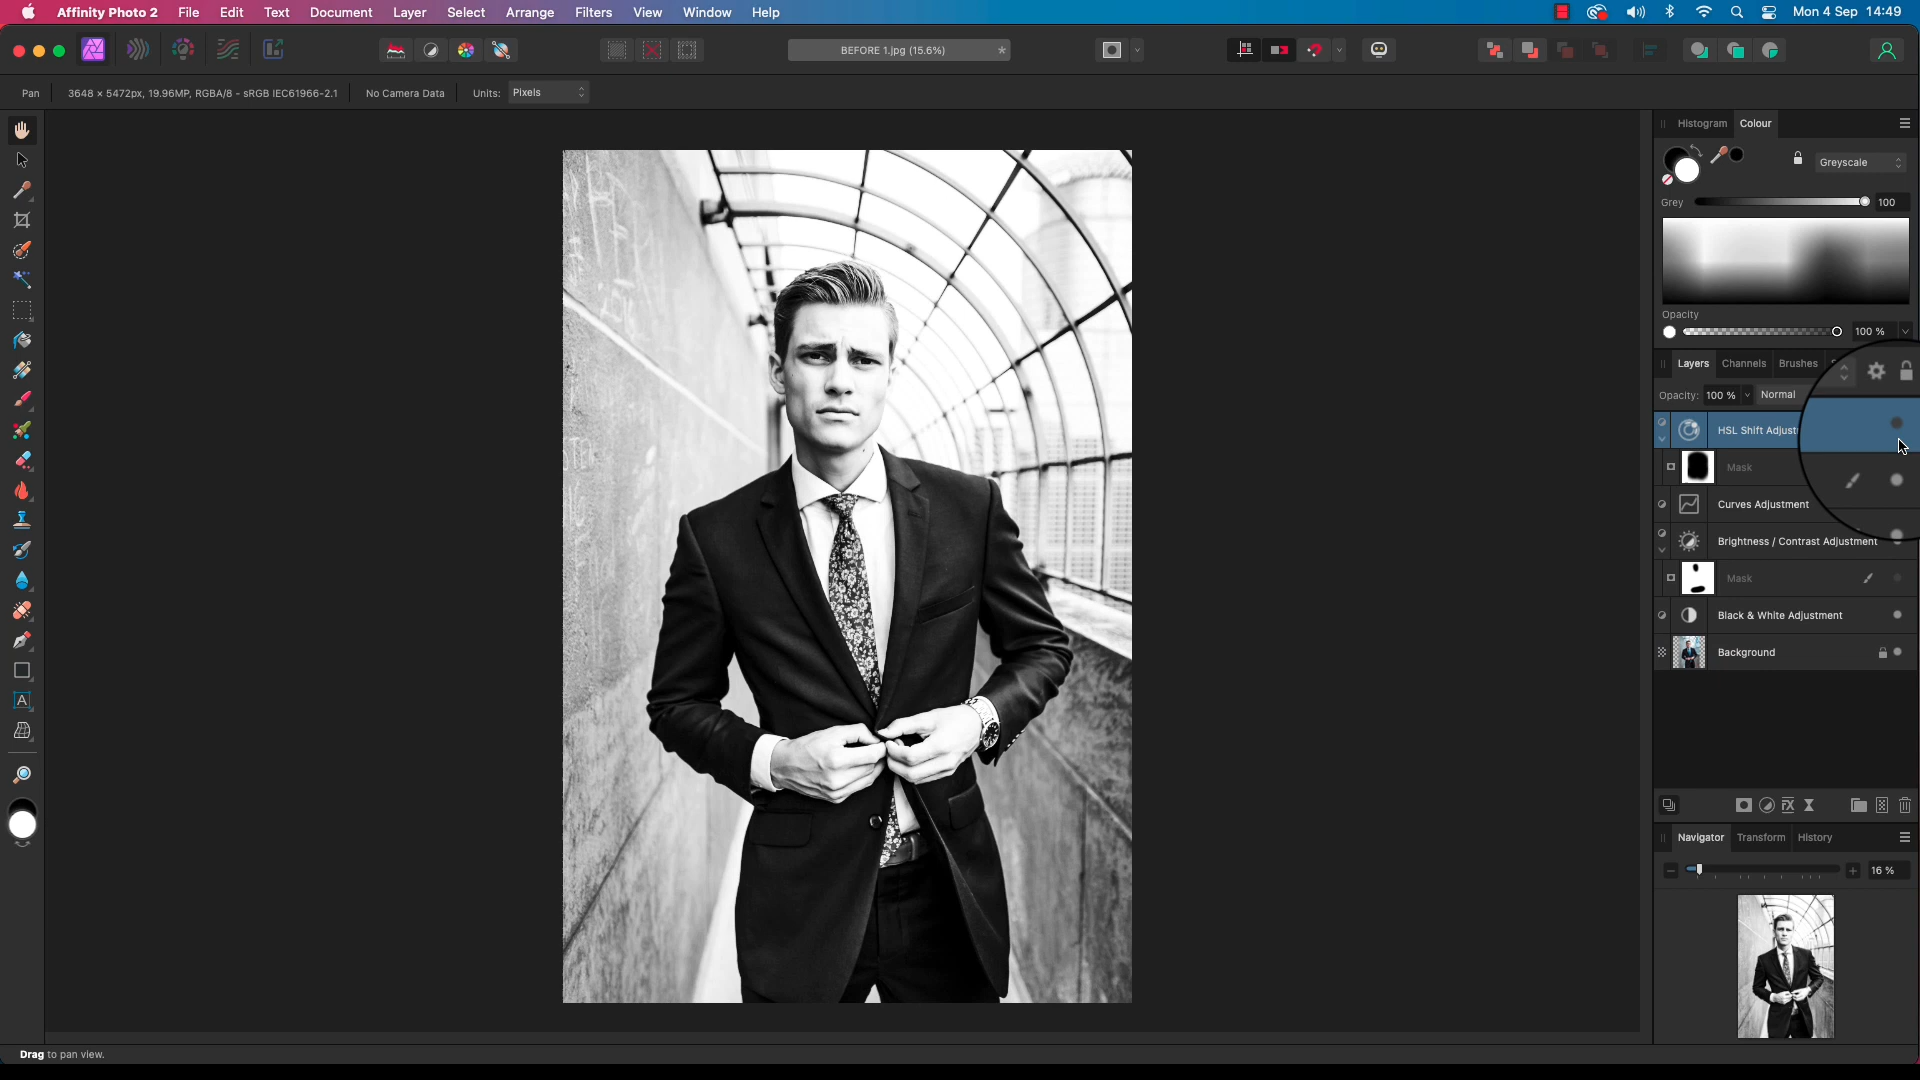 Affinity Photo 2 File Edit Text Document Layer Select Arrange Filters View Window Help Mon 4 Sep 14:49
BEFORE 1.jpg (15.6%) *
Pan 3648 × 5472px, 19.96MP, RGBA/8 - sRGB IEC61966-2.1 No Camera Data Units: Pixels
Histogram Colour
Greyscale
Grey 100
Opacity
100 %
Layers Channels Brushes
Opacity: 100 % Normal
HSL Shift Adjust
Mask
Curves Adjustment
Brightness / Contrast Adjustment
Mask
Black & White Adjustment
Background
Navigator Transform History
16 %
Drag to pan view.